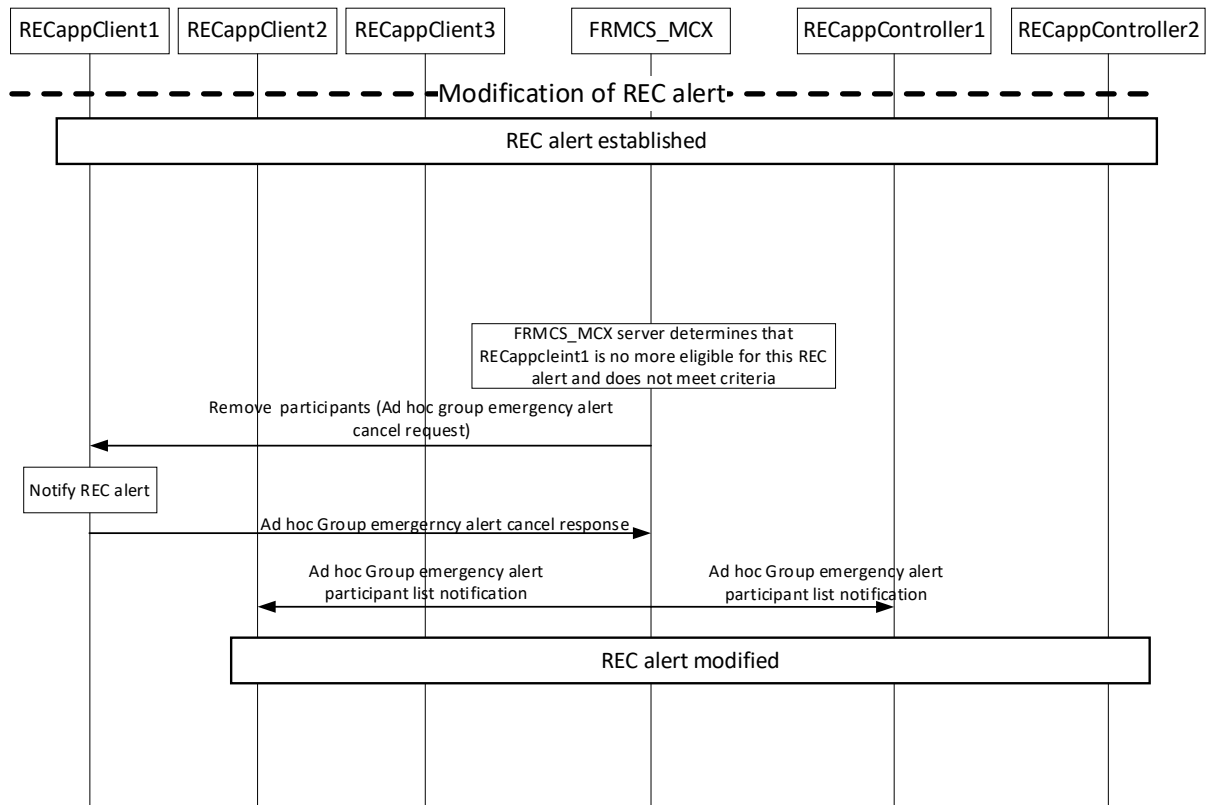 RECappClient1
RECappClient2
RECappClient3
FRMCS_MCX
RECappController1
RECappController2
Modification of REC alert
REC alert established
FRMCS_MCX server determines that
RECappcleint1 is no more eligible for this REC
alert and does not meet criteria
Remove participants (Ad hoc group emergency alert
cancel request)
Notify REC alert
Ad hoc Group emergerncy alert cancel response
Ad hoc Group emergency alert
participant list notification
Ad hoc Group emergency alert
participant list notification
REC alert modified